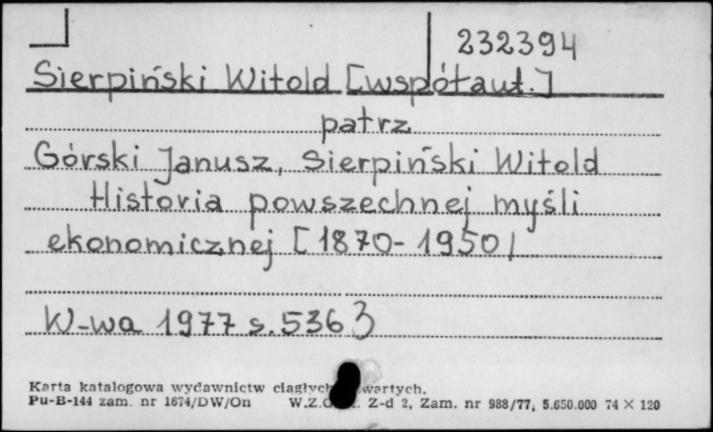 232394
Sierpiński Witold [współaut.]
patrz
Górski Janusz, Sierpiński Witold
Historia powszechnej myśli
ekonomicznej [1870-1950/
W-wa 1977 s. 536
Karta katalogowa wydawnictw ciągłych
Pu-B-144 zam. nr 1674/DW/On W.Z. Z-d 2, Zam. nr 988/77, 5.650.000 74 × 120